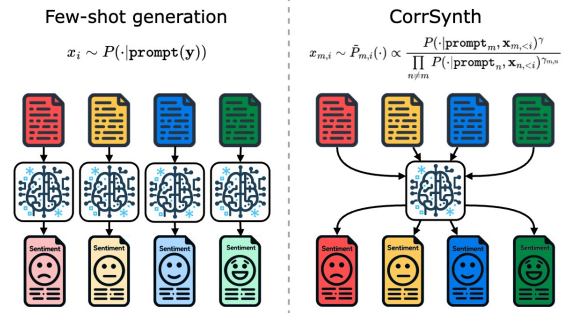 Few-shot generation
x_i ∼ P(·|prompt(y))
Sentiment
Sentiment
Sentiment
Sentiment
CorrSynth
x_{m,i} ∼ P̃_{m,i}(·) ∝ P(·|prompt_m, x_{m,<i})^γ / ∏_{n≠m} P(·|prompt_n, x_{n,<i})^{γ_{m,n}}
Sentiment
Sentiment
Sentiment
Sentiment